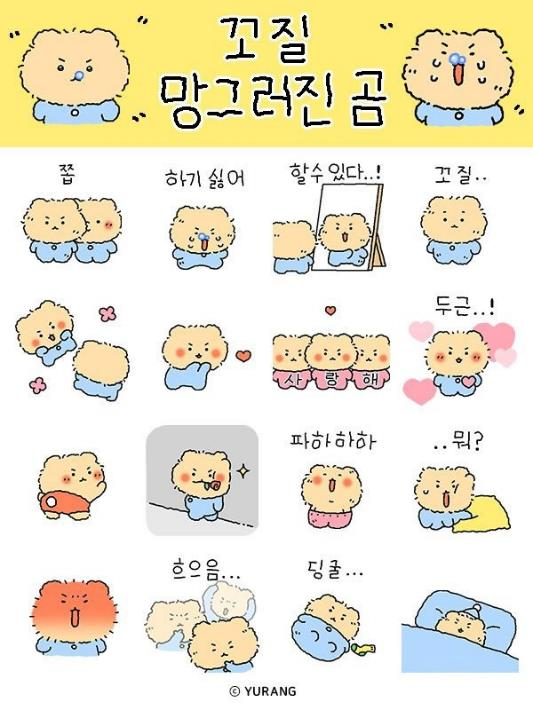 꼬질
망그러진 곰
쫍
하기 싫어
할수있다..!
꼬질..
사랑해
두근..!
파하하하
..뭐?
흐으음...
딩굴...
© YURANG